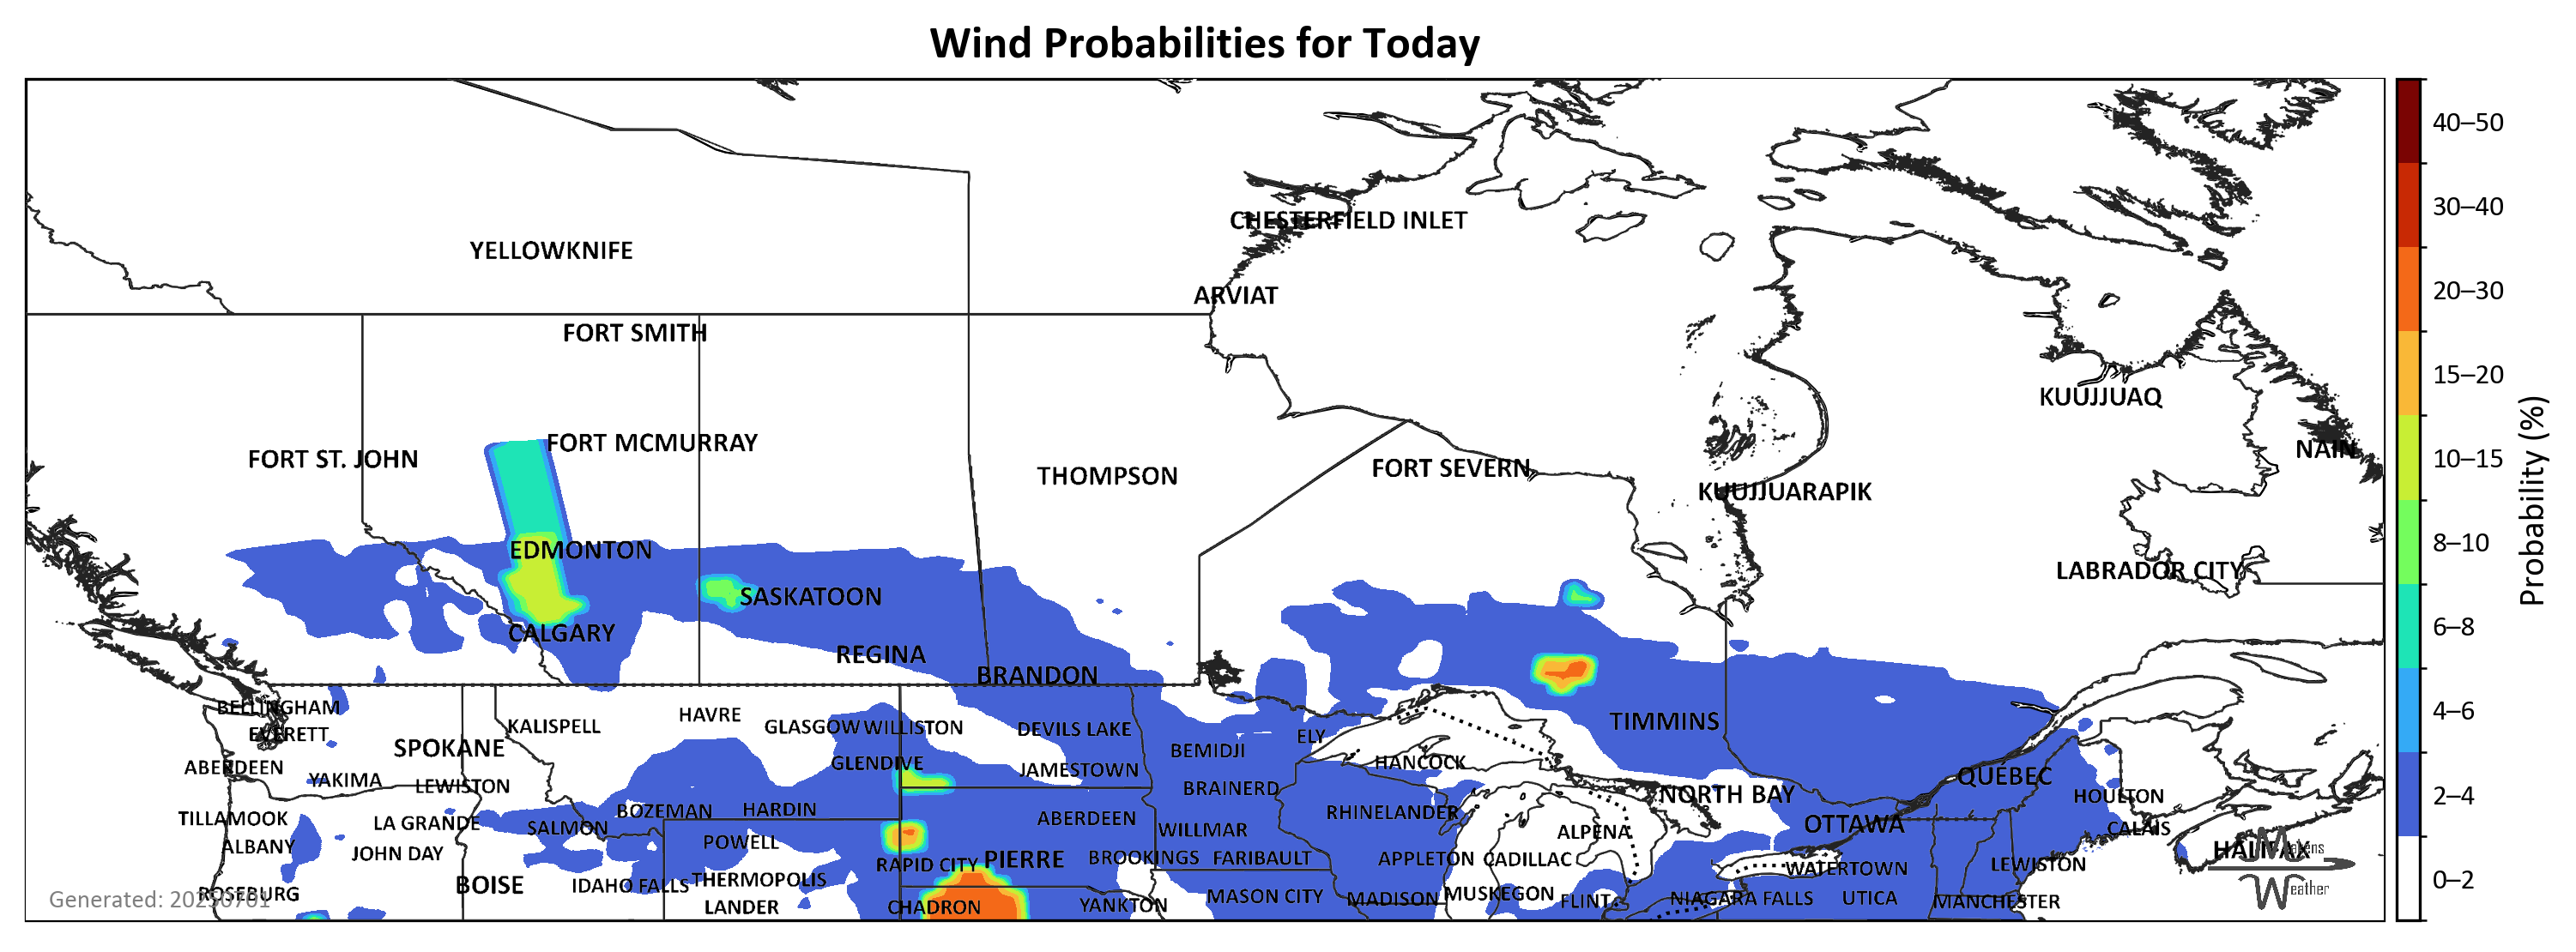 Wind Probabilities for Today
40–50
30–40
CHESTERFIELD INLET
YELLOWKNIFE
20–30
ARVIAT
FORT SMITH
15–20
KUUJJUAQ
FORT MCMURRAY
NAIN
FORT ST. JOHN
10–15
FORT SEVERN
THOMPSON
KUUJJUARAPIK
Probability (%)
8–10
EDMONTON
LABRADOR CITY
SASKATOON
6–8
CALGARY
REGINA
BRANDON
BELLINGHAM
4–6
HAVRE
KALISPELL
GLASGOW WILLISTON
DEVILS LAKE
TIMMINS
EVERETT
ELY
SPOKANE
BEMIDJI
GLENDIVE
HANCOCK
ABERDEEN
JAMESTOWN
QUÉBEC
YAKIMA
LEWISTON
BRAINERD
NORTH BAY
HOULTON
2–4
BOZEMAN
HARDIN
RHINELANDER
TILLAMOOK
ABERDEEN
LA GRANDE
SALMON
WILLMAR
ALPENA
OTTAWA
CALAIS
POWELL
ALBANY
JOHN DAY
RAPID CITY
PIERRE
BROOKINGS
FARIBAULT
APPLETON
CADILLAC
HALIFAX
LEWISTON
WATERTOWN
0–2
THERMOPOLIS
BOISE
IDAHO FALLS
eather
ROSEBURG
MUSKEGON
MASON CITY
MADISON
NIAGARA FALLS
UTICA
MANCHESTER
FLINT
Generated: 20250701
LANDER
CHADRON
YANKTON